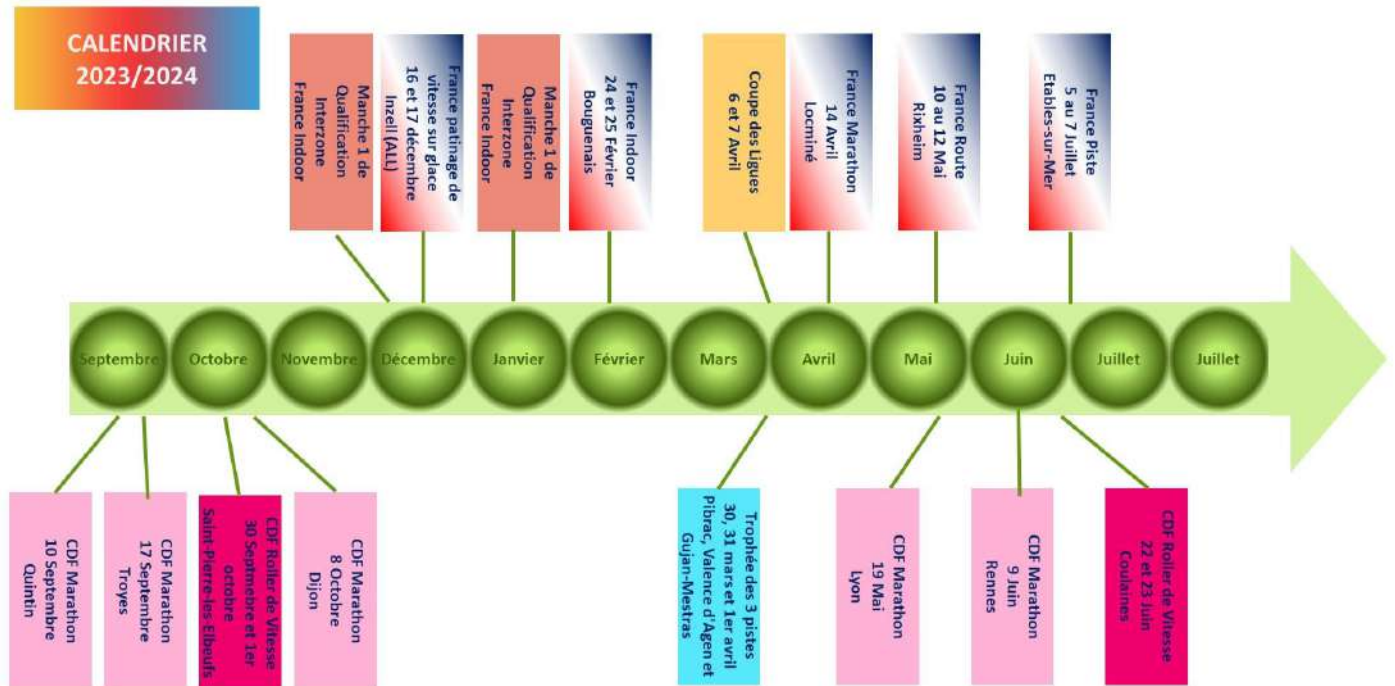 CALENDRIER
2023/2024
Manche 1 de
Qualification
Interzone
France Indoor
France patinage de
vitesse sur glace
16 et 17 décembre
Inzell (ALL)
Manche 1 de
Qualification
Interzone
France Indoor
France Indoor
24 et 25 Février
Bouguenais
Coupe des Ligues
6 et 7 Avril
France Marathon
14 Avril
Locminé
France Route
10 au 12 Mai
Rixheim
France Piste
5 au 7 Juillet
Etables-sur-Mer
Septembre
Octobre
Novembre
Décembre
Janvier
Février
Mars
Avril
Mai
Juin
Juillet
Juillet
CDF Marathon
10 Septembre
Quintin
CDF Marathon
17 Septembre
Troyes
CDF Roller de Vitesse
30 Septmebre et 1er
octobre
Saint-Pierre-les Elbeufs
CDF Marathon
8 Octobre
Dijon
Trophée des 3 pistes
30, 31 mars et 1er avril
Pibrac, Valence d'Agen et
Gujan-Mestras
CDF Marathon
19 Mai
Lyon
CDF Marathon
9 Juin
Rennes
CDF Roller de Vitesse
22 et 23 Juin
Coulaines